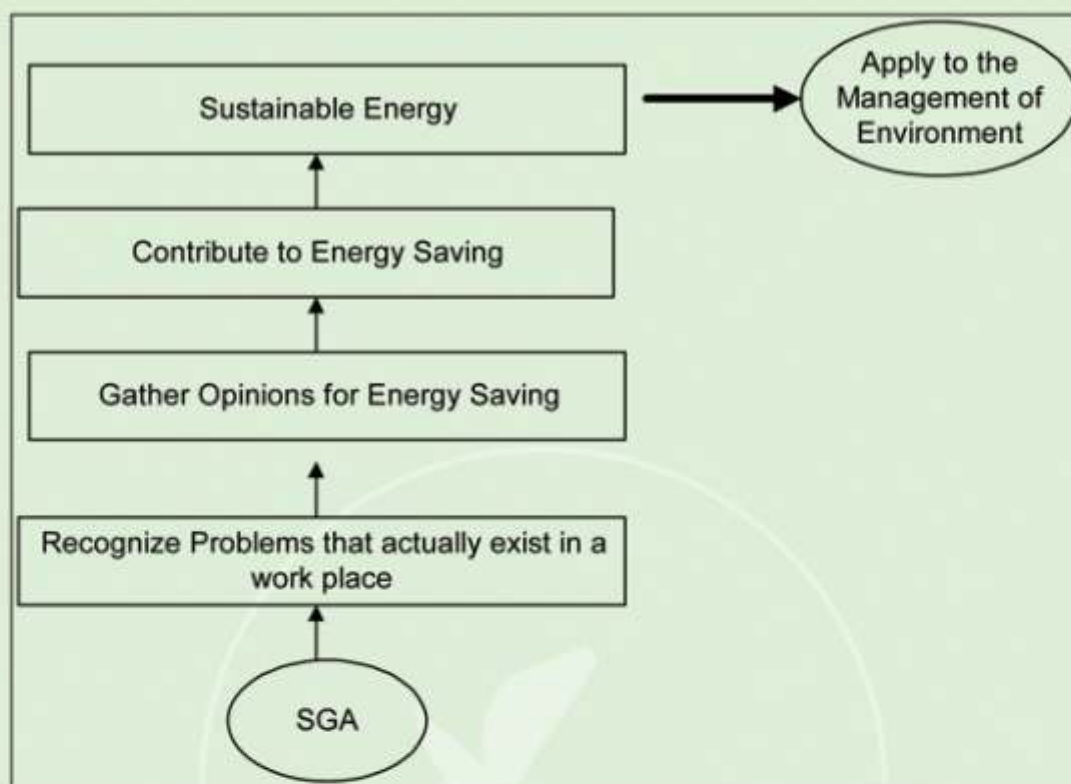 Sustainable Energy
Apply to the
Management of
Environment
Contribute to Energy Saving
Gather Opinions for Energy Saving
Recognize Problems that actually exist in a
work place
SGA